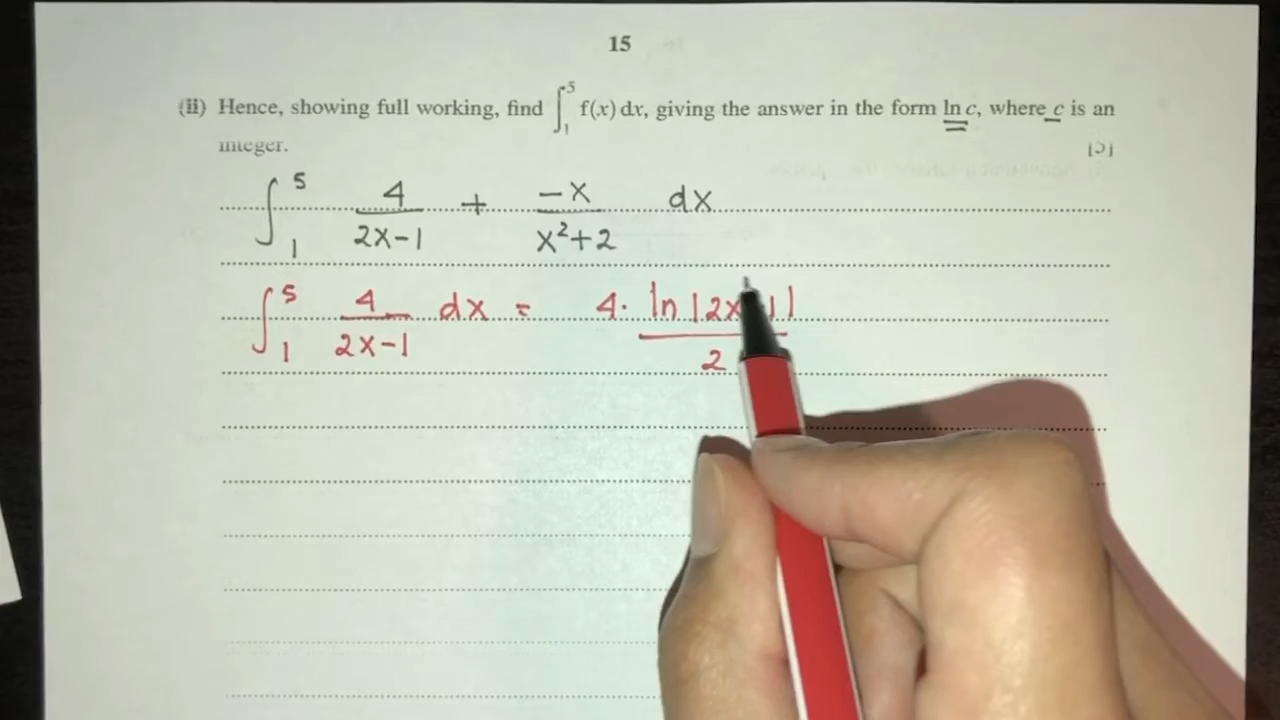 15
(ii) Hence, showing full working, find ∫₁⁵ f(x) dx, giving the answer in the form ln c, where c is an
integer. [5]
∫₁⁵ 4/(2x-1) + -x/(x²+2) dx
∫₁⁵ 4/(2x-1) dx = 4. ln|2x-1|/2